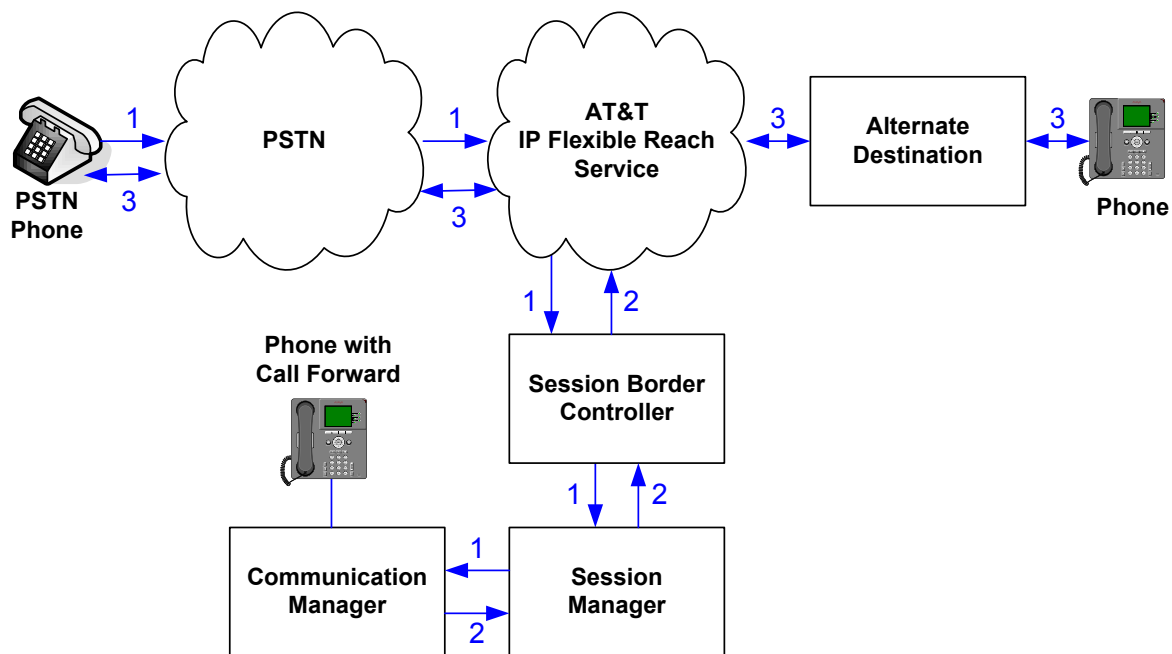 1
3
PSTN
Phone
PSTN
1
3
AT&T
IP Flexible Reach
Service
3
Alternate
Destination
3
Phone
1
2
Phone with
Call Forward
Session Border
Controller
1
2
Communication
Manager
1
2
Session
Manager